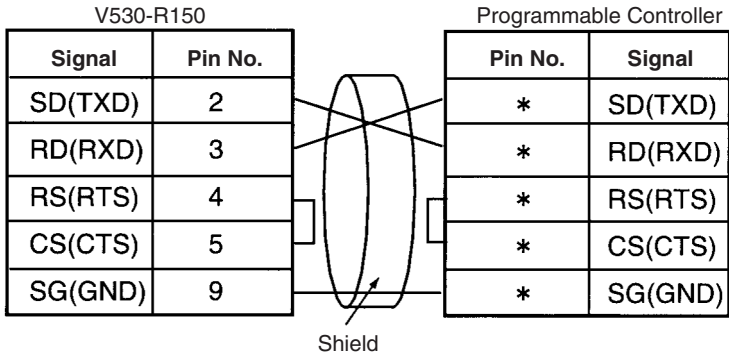 V530-R150 Programmable Controller
Signal Pin No. Pin No. Signal
SD(TXD) 2 * SD(TXD)
RD(RXD) 3 * RD(RXD)
RS(RTS) 4 * RS(RTS)
CS(CTS) 5 * CS(CTS)
SG(GND) 9 * SG(GND)
Shield